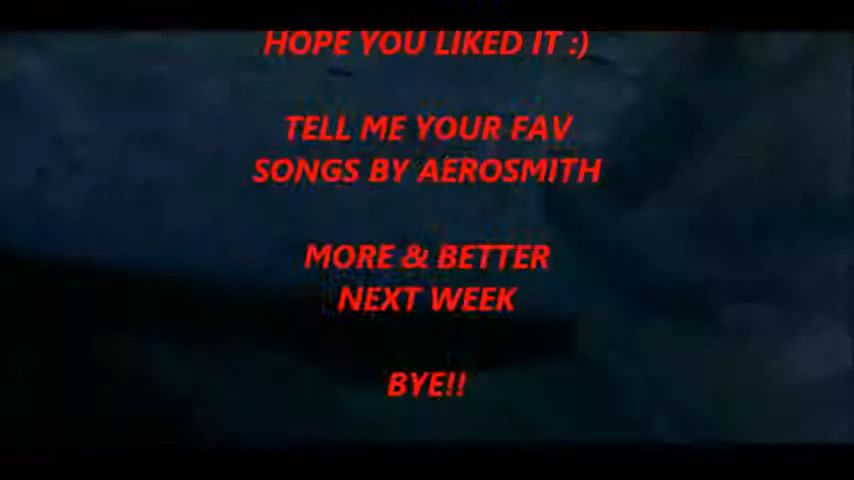 HOPE YOU LIKED IT :)
TELL ME YOUR FAV
SONGS BY AEROSMITH
MORE & BETTER
NEXT WEEK
BYE!!